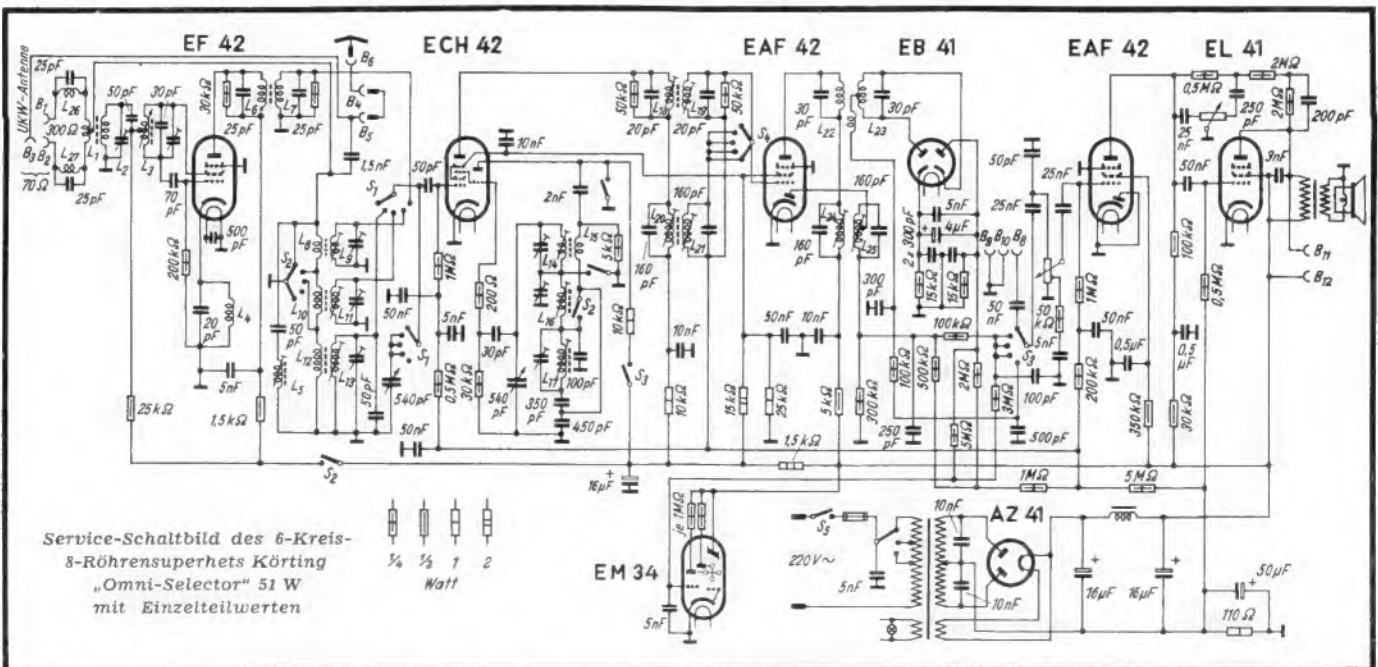 EF 42
ECH 42
EAF 42
EB 41
EAF 42
EL 41
UKW-Antenne
25pF
L26
B1
300Ω
B3
B2
L27
70Ω
25pF
L1
50pF
L2
30pF
L3
70
pF
200kΩ
500
pF
20
pF
L4
5nF
25kΩ
1,5kΩ
30kΩ
L6
25pF
L7
25pF
B6
B4
B5
1,5nF
S1
50pF
L8
L9
S2
L10
L11
50
pF
L12
L13
L5
50pF
50nF
S1
540pF
50nF
1MΩ
5nF
0,5MΩ
200Ω
30pF
30kΩ
540
pF
10nF
2nF
L14
L15
5kΩ
S2
L16
L17
100pF
350
pF
450pF
10kΩ
S3
16µF
S2
50kΩ
L18
20pF
L19
20pF
50kΩ
S4
160pF
L20
L21
160
pF
10nF
10kΩ
15kΩ
30
pF
L22
L23
30pF
160pF
L24
L25
160
pF
50nF
10nF
25kΩ
5kΩ
300
pF
300kΩ
1,5kΩ
2x300pF
5nF
4µF
15kΩ
15kΩ
B9
B10
B8
100kΩ
100kΩ
500kΩ
2MΩ
250
pF
5MΩ
3MΩ
500pF
50pF
25nF
25nF
50
nF
50
kΩ
S3
5nF
100pF
1MΩ
50nF
0,5µF
200kΩ
350kΩ
1MΩ
5MΩ
0,5MΩ
2MΩ
25
nF
250
pF
2MΩ
200pF
50nF
3nF
100kΩ
0,5MΩ
0,5
µF
30kΩ
B11
B12
je 1MΩ
EM 34
5nF
S5
220V~
5nF
10nF
10nF
AZ 41
16µF
16µF
50µF
110Ω
Service-Schaltbild des 6-Kreis-
8-Röhrensuperhets Körting
„Omni-Selector" 51 W
mit Einzelteilwerten
¼ ½ 1 2
Watt